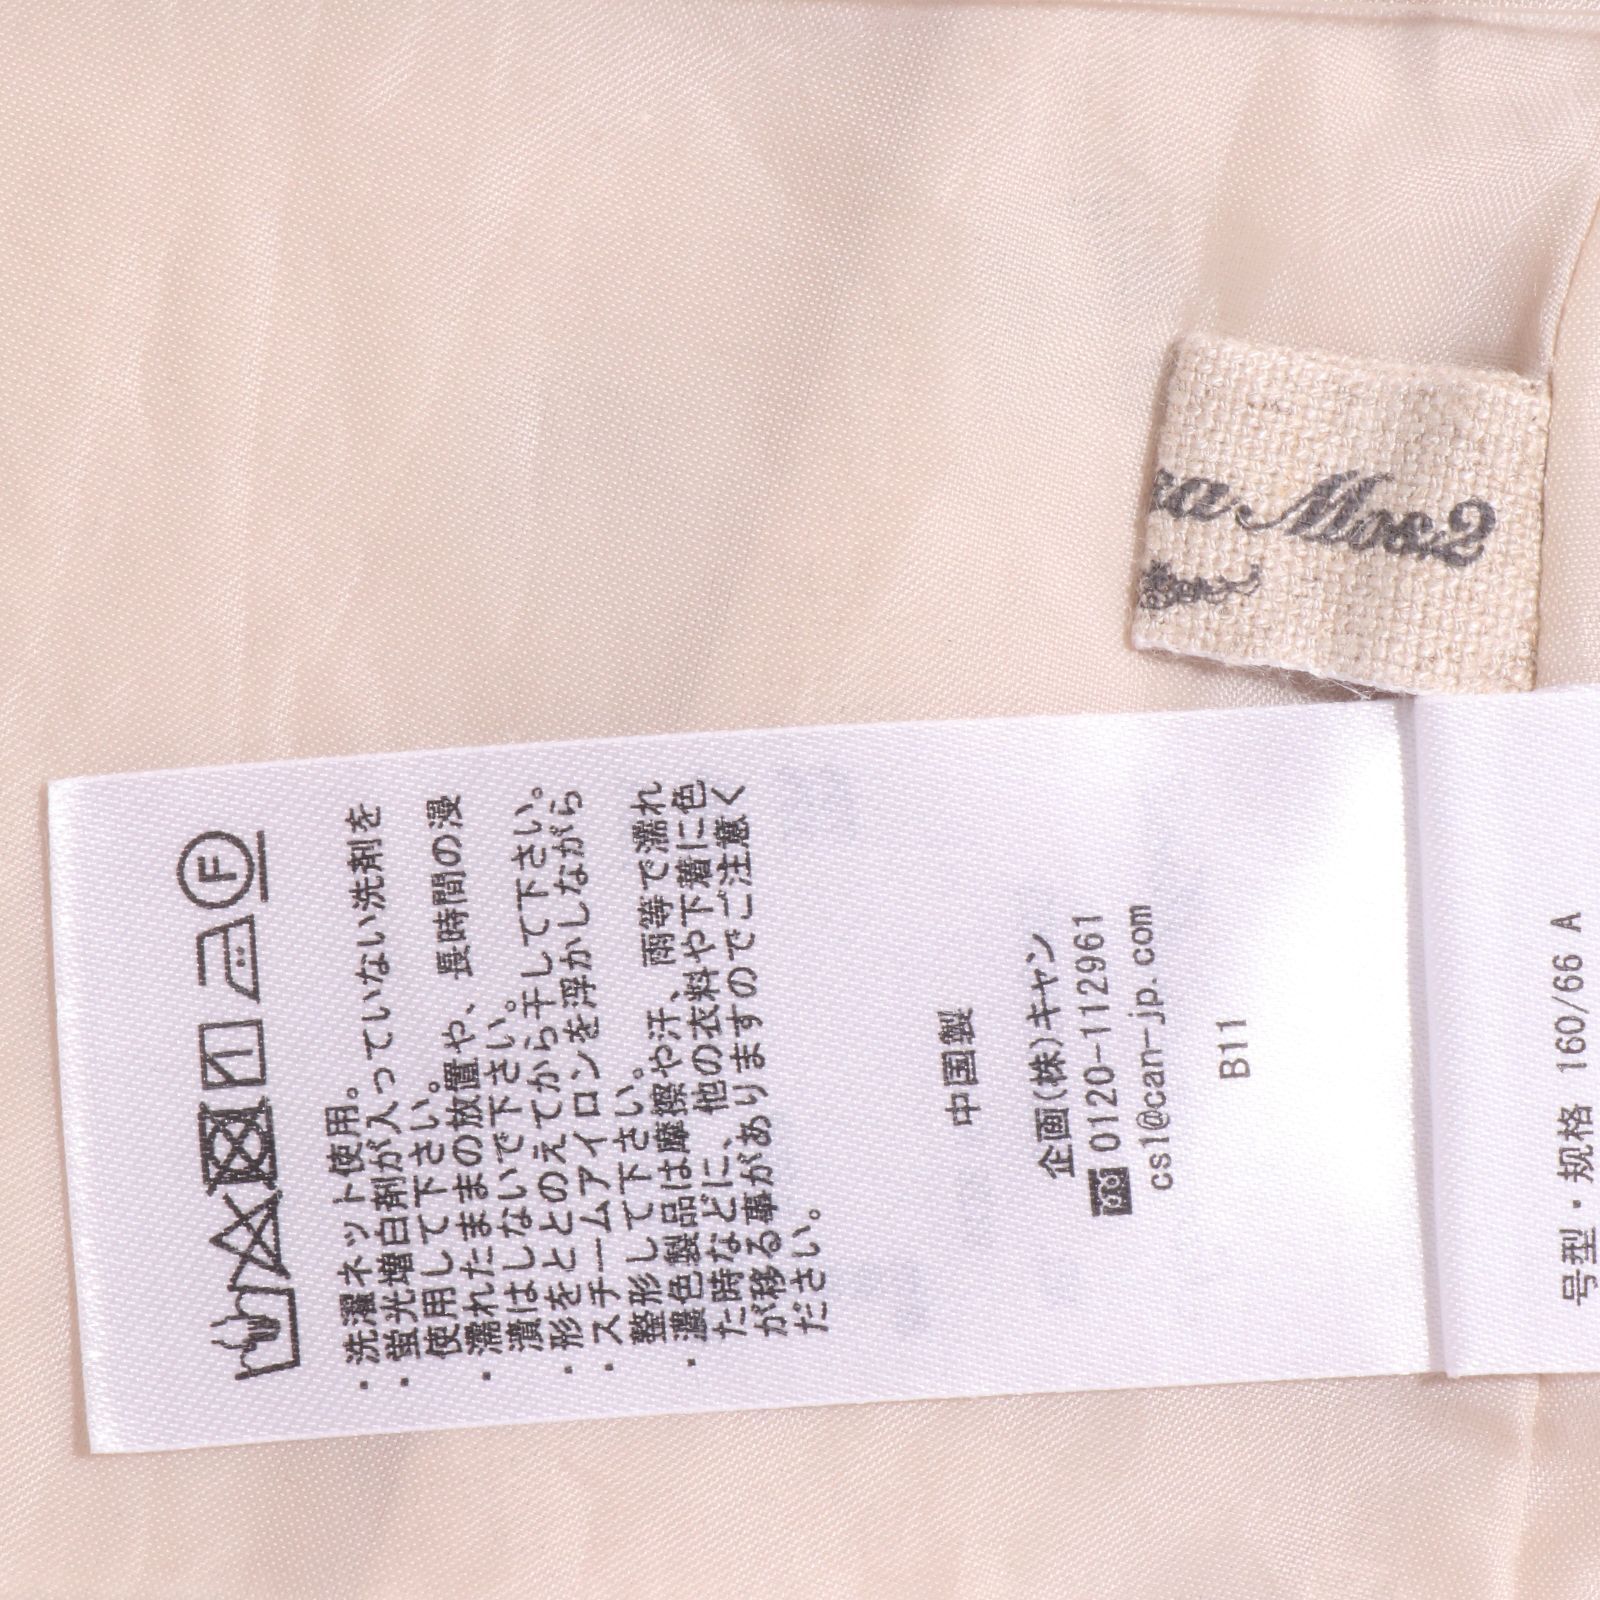 Mos2
・洗濯ネット使用。
・蛍光増白剤が入っていない洗剤を
使用して下さい。
・濡れたままの放置や、長時間の漫
漬はしないで下さい。
・形をととのえてから干して下さい。
・スチームアイロンを浮かしながら
整形して下さい。
・濃色製品は摩擦や汗、雨等で濡れ
た時などに、他の衣料や下着に色
が移る事がありますのでご注意く
ださい。
中国製
企画(株)キャン
0120-112961
cs1@can-jp.com
B11
号型・规格 160/66 A
F